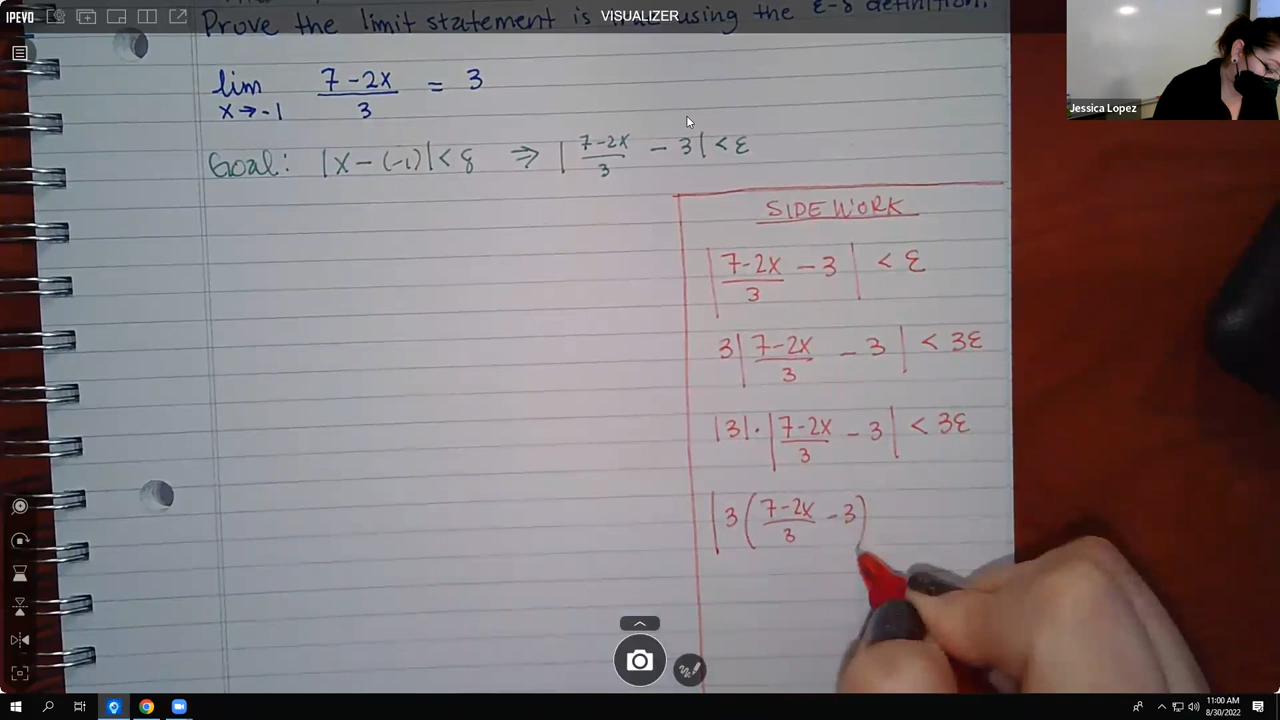 IPEVO
VISUALIZER
Prove the limit statement is true using the ε-δ definition.
lim x→-1 (7-2x)/3 = 3
Goal: |x-(-1)|<δ ⇒ |(7-2x)/3 - 3|<ε
SIDE WORK
|(7-2x)/3 - 3| < ε
3|(7-2x)/3 - 3| < 3ε
|3|·|(7-2x)/3 - 3| < 3ε
|3((7-2x)/3 - 3)
Jessica Lopez
11:00 AM
8/30/2022